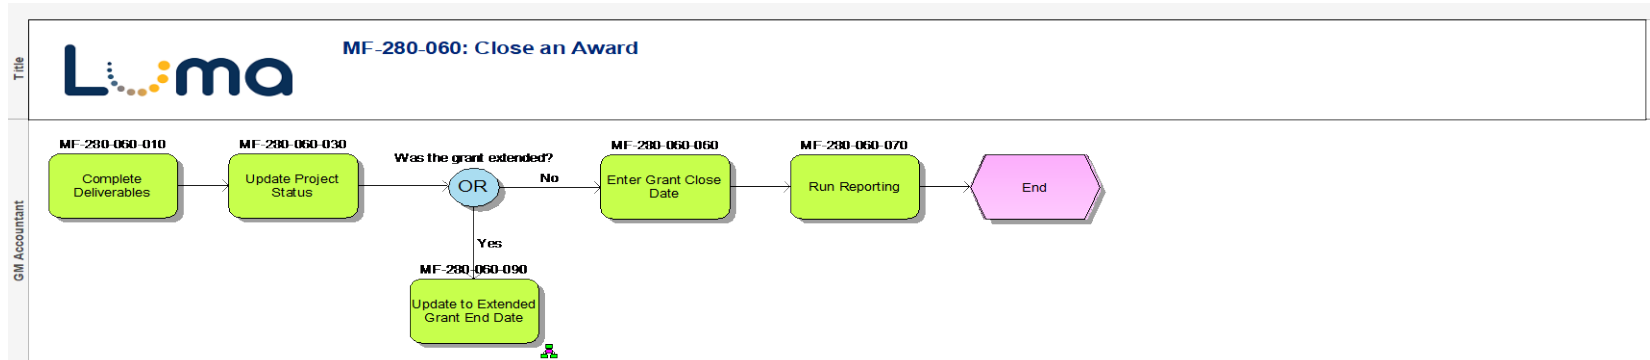 Title
Luma
MF-280-060: Close an Award
GM Accountant
MF-280-060-010
Complete
Deliverables
MF-280-060-030
Update Project
Status
Was the grant extended?
OR
No
Yes
MF-280-060-090
Update to Extended
Grant End Date
MF-280-060-060
Enter Grant Close
Date
MF-280-060-070
Run Reporting
End